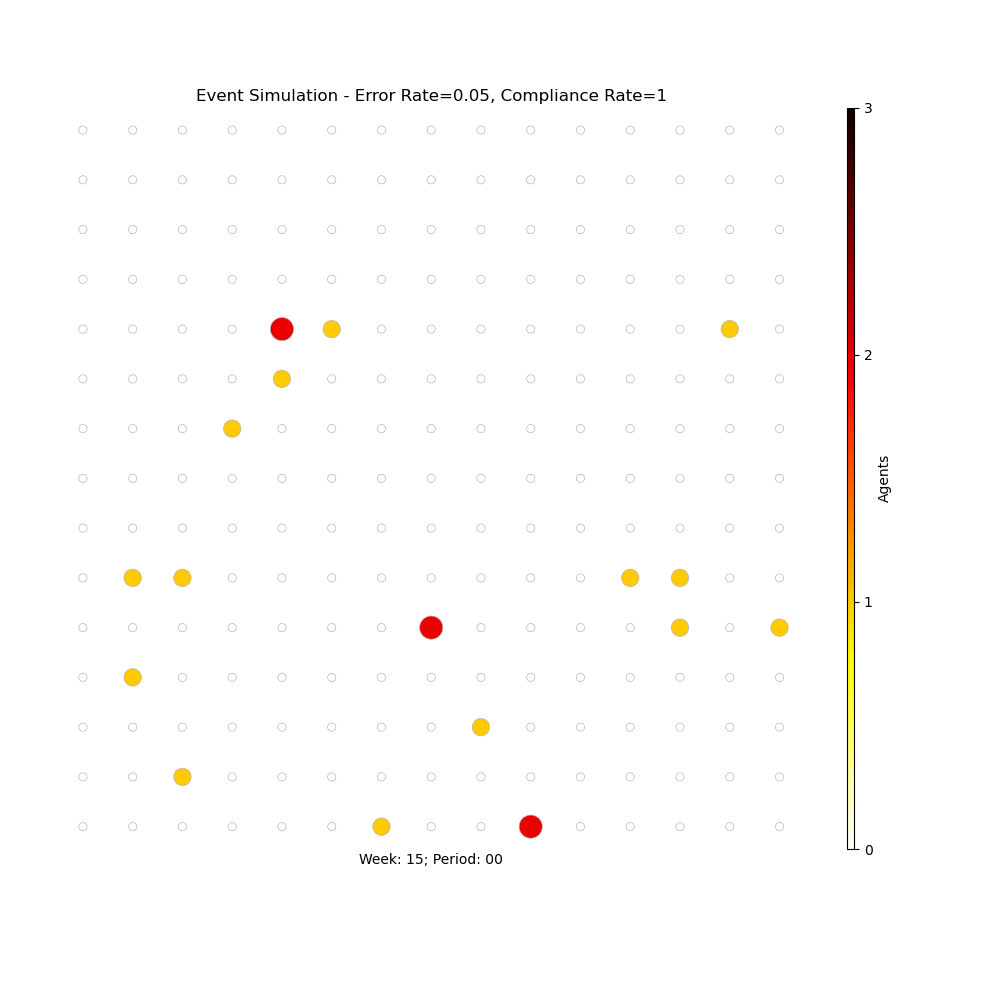 Event Simulation - Error Rate=0.05, Compliance Rate=1
3
2
Agents
1
0
Week: 15; Period: 00